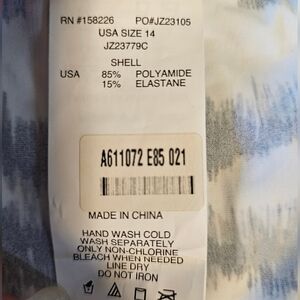 RN #158226 PO#JZ23105
USA SIZE 14
JZ23779C
SHELL
USA 85% POLYAMIDE
15% ELASTANE
A611072 E85 021
MADE IN CHINA
HAND WASH COLD
WASH SEPARATELY
ONLY NON-CHLORINE
BLEACH WHEN NEEDED
LINE DRY
DO NOT IRON